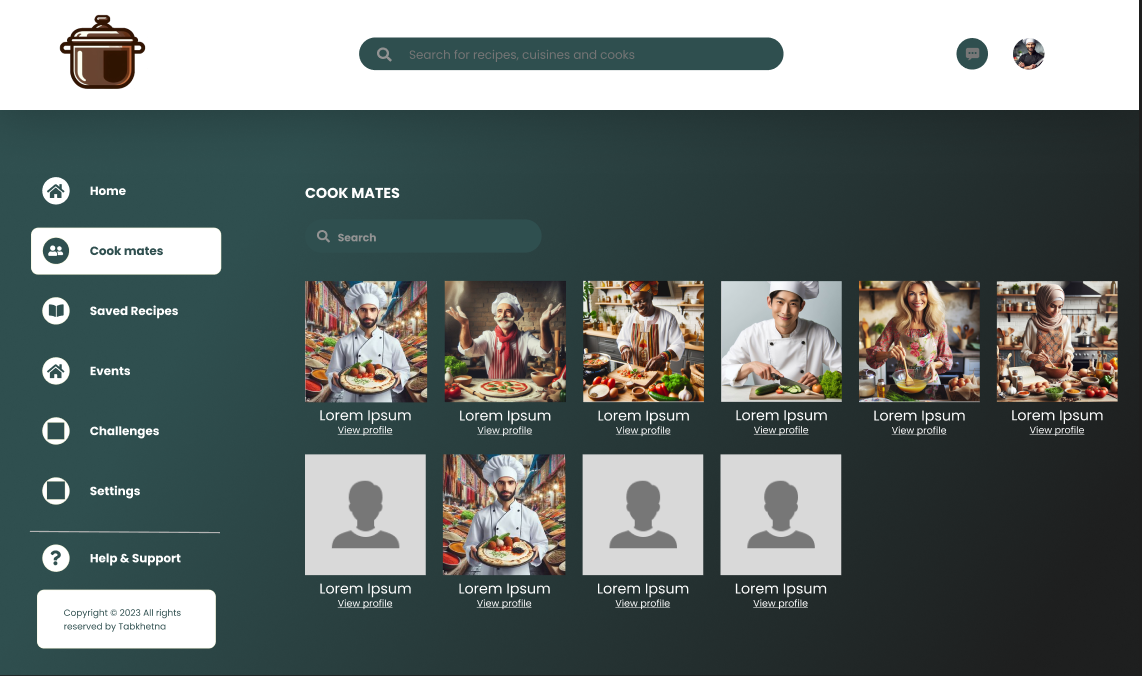 Search for recipes, cuisines and cooks
Home
Cook mates
Saved Recipes
Events
Challenges
Settings
Help & Support
Copyright © 2023 All rights
reserved by Tabkhetna
COOK MATES
Search
Lorem Ipsum
View profile
Lorem Ipsum
View profile
Lorem Ipsum
View profile
Lorem Ipsum
View profile
Lorem Ipsum
View profile
Lorem Ipsum
View profile
Lorem Ipsum
View profile
Lorem Ipsum
View profile
Lorem Ipsum
View profile
Lorem Ipsum
View profile